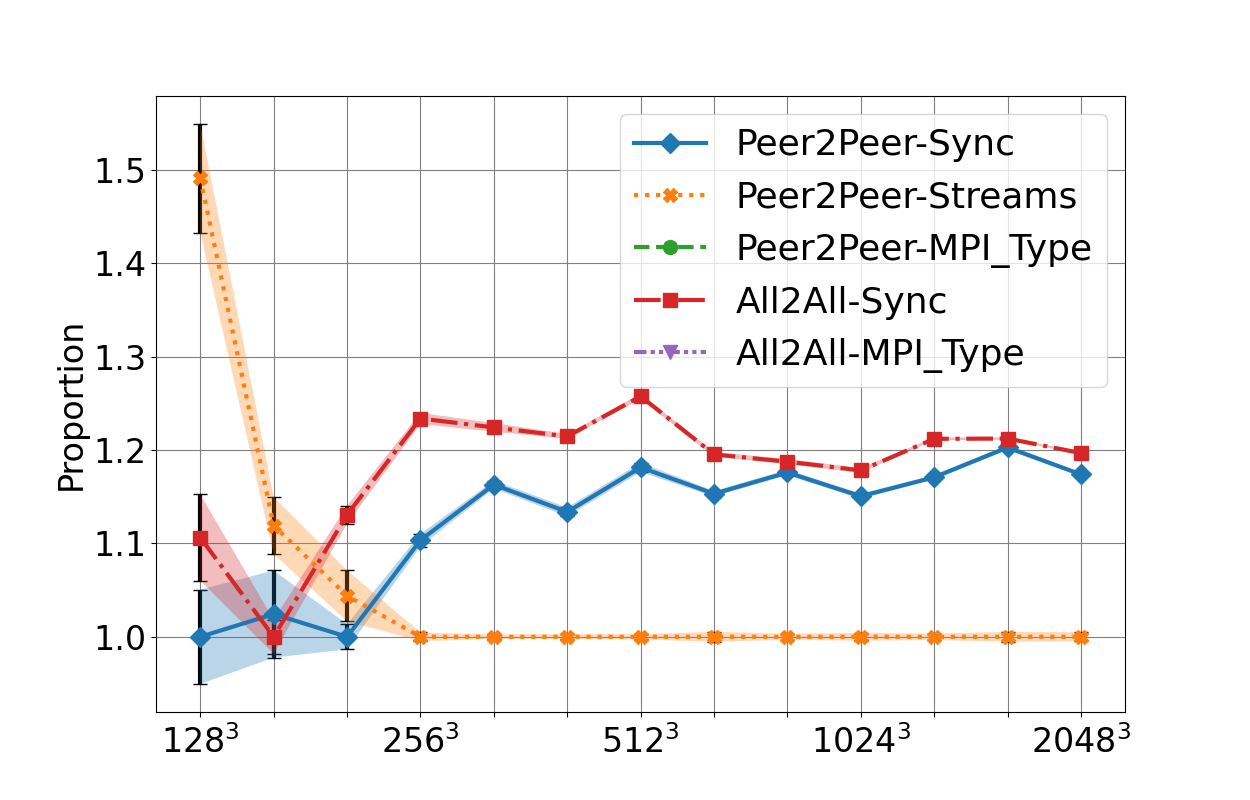 Proportion
1.5
1.4
1.3
1.2
1.1
1.0
128³
256³
512³
1024³
2048³
Peer2Peer-Sync
Peer2Peer-Streams
Peer2Peer-MPI_Type
All2All-Sync
All2All-MPI_Type